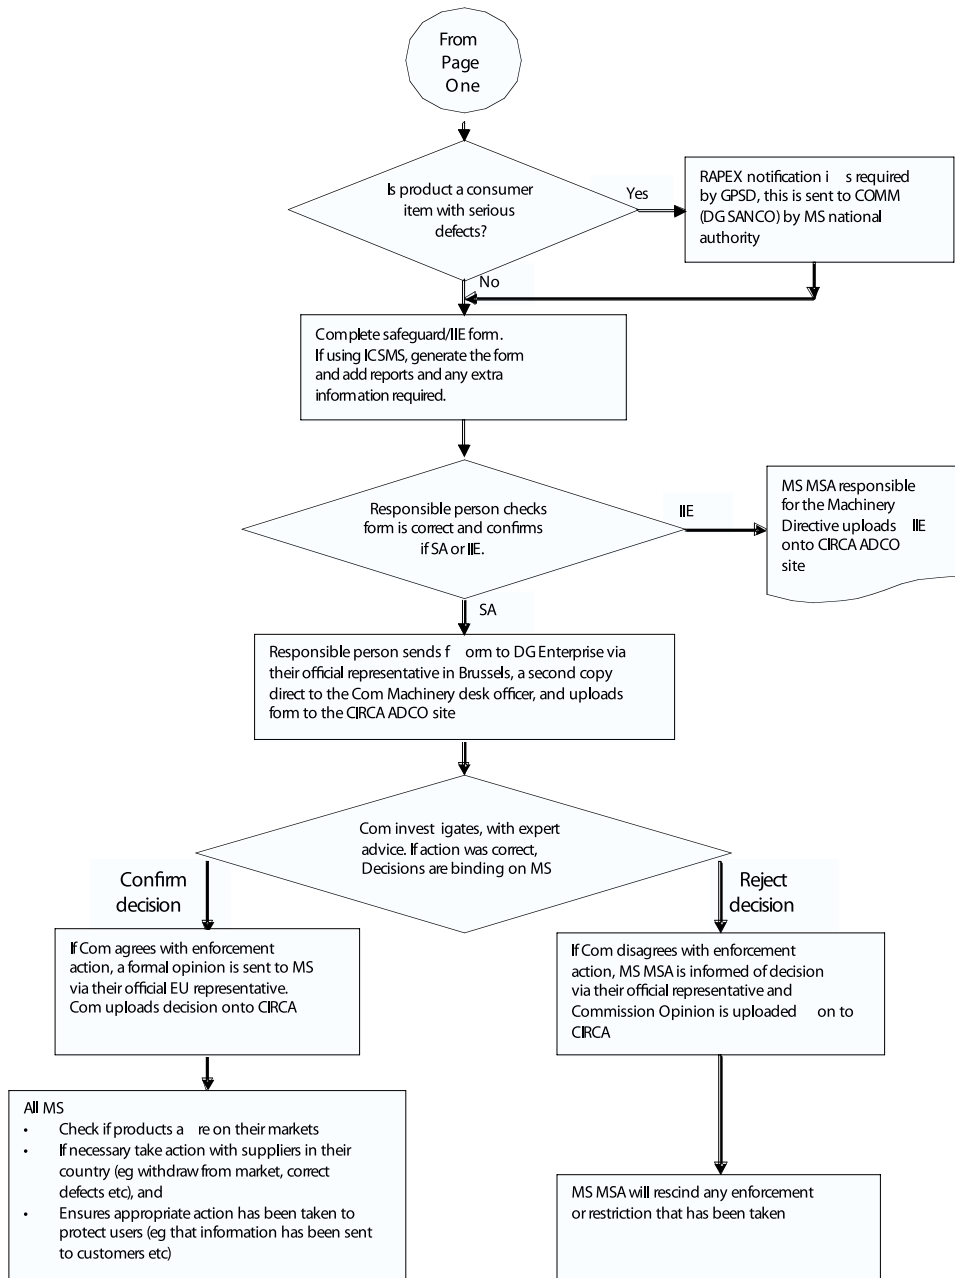 From
Page
One
Is product a consumer
item with serious
defects?
Yes
RAPEX notification i s required
by GPSD, this is sent to COMM
(DG SANCO) by MS national
authority
No
Complete safeguard/IIE form.
If using ICSMS, generate the form
and add reports and any extra
information required.
Responsible person checks
form is correct and confirms
if SA or IIE.
IIE
MS MSA responsible
for the Machinery
Directive uploads IIE
onto CIRCA ADCO
site
SA
Responsible person sends f orm to DG Enterprise via
their official representative in Brussels, a second copy
direct to the Com Machinery desk officer, and uploads
form to the CIRCA ADCO site
Com invest igates, with expert
advice. If action was correct,
Decisions are binding on MS
Confirm
decision
Reject
decision
If Com agrees with enforcement
action, a formal opinion is sent to MS
via their official EU representative.
Com uploads decision onto CIRCA
If Com disagrees with enforcement
action, MS MSA is informed of decision
via their official representative and
Commission Opinion is uploaded on to
CIRCA
All MS
• Check if products a re on their markets
• If necessary take action with suppliers in their
country (eg withdraw from market, correct
defects etc), and
• Ensures appropriate action has been taken to
protect users (eg that information has been sent
to customers etc)
MS MSA will rescind any enforcement
or restriction that has been taken